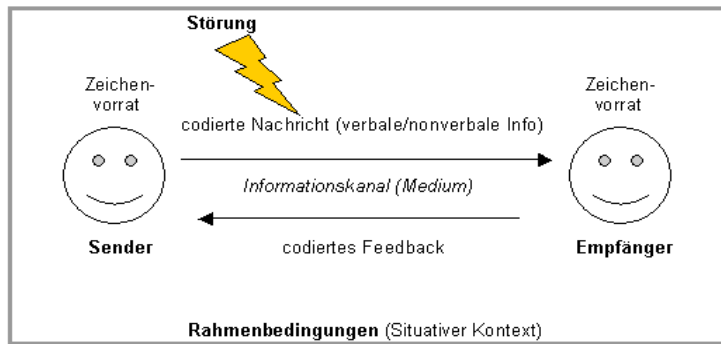 Störung
Zeichen-
vorrat
Zeichen-
vorrat
codierte Nachricht (verbale/nonverbale Info)
Informationskanal (Medium)
Sender
codiertes Feedback
Empfänger
Rahmenbedingungen (Situativer Kontext)